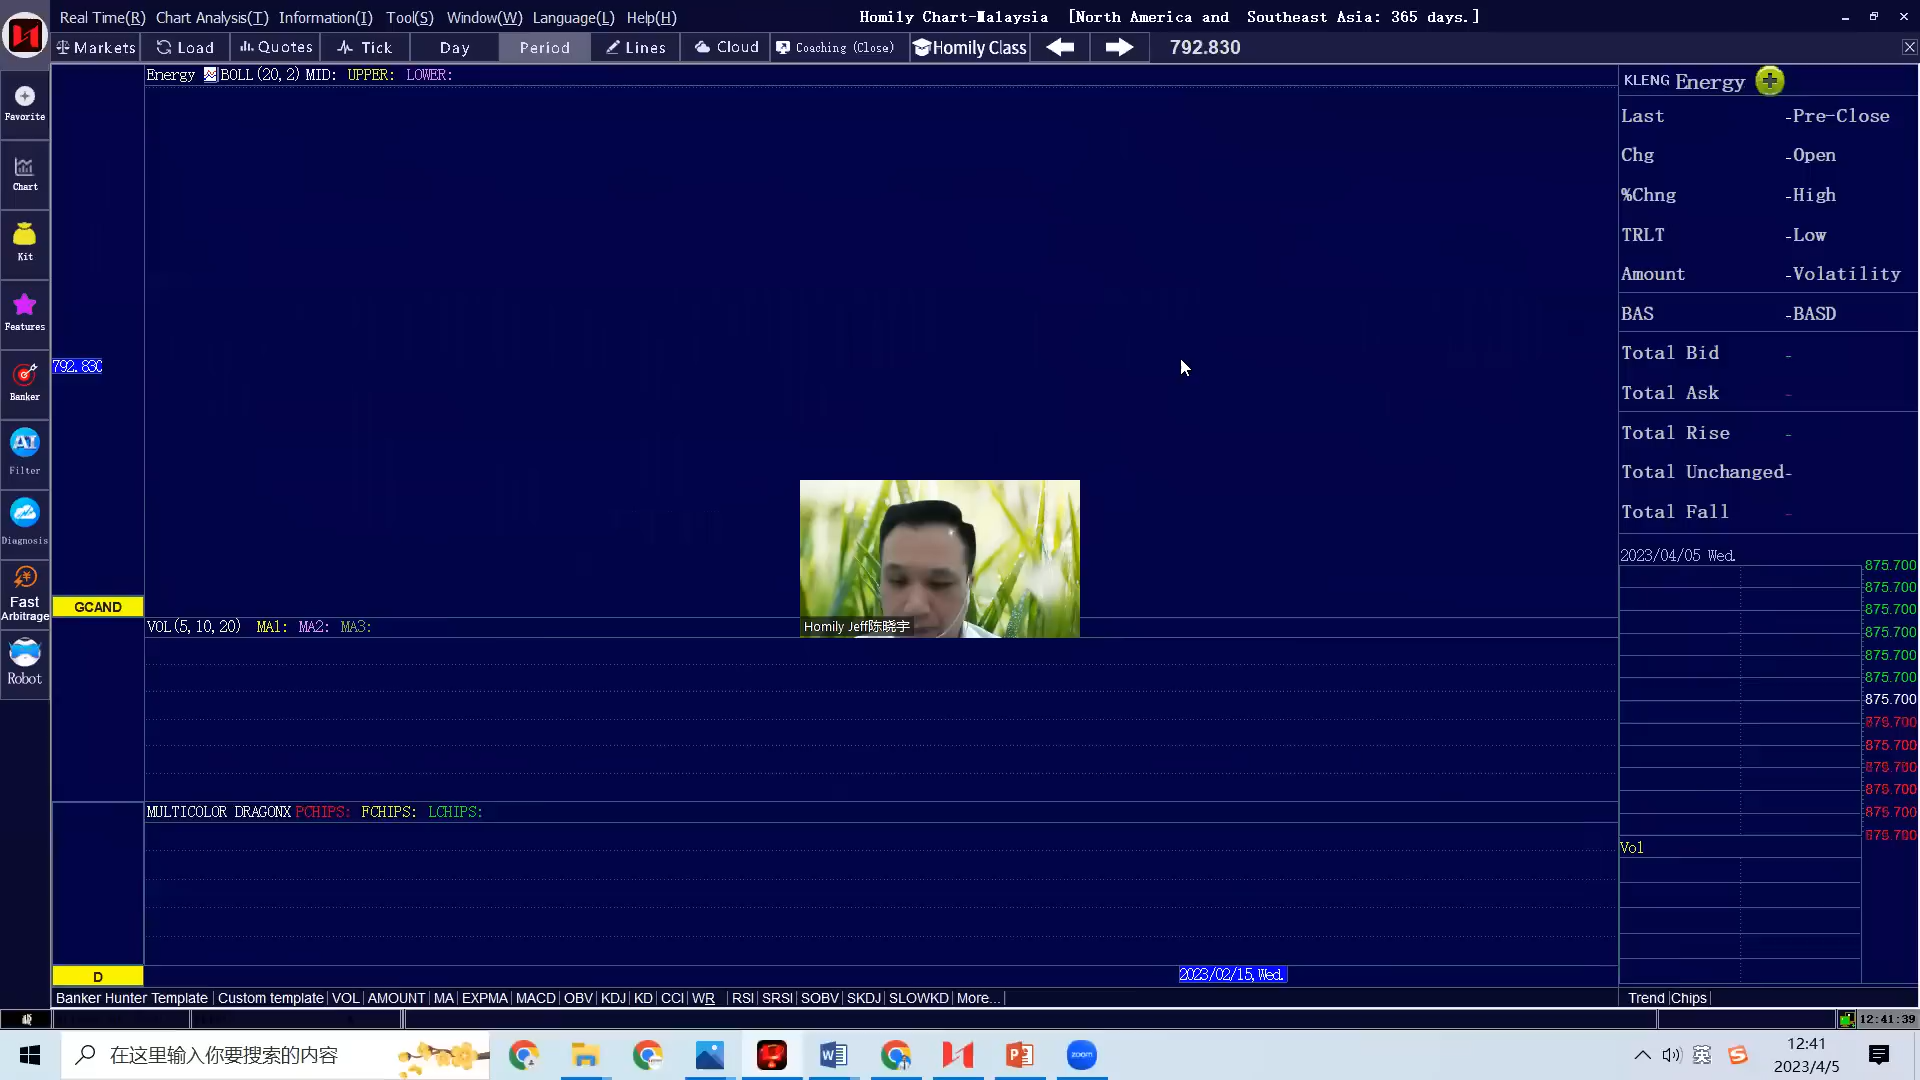 Real Time(R) Chart Analysis(T) Information(I) Tool(S) Window(W) Language(L) Help(H) Homily Chart-Malaysia [North America and Southeast Asia: 365 days.]
Markets Load Quotes Tick Day Period Lines Cloud Coaching (Close) Homily Class 792.830
Energy BOLL(20,2) MID: UPPER: LOWER:
KLENG Energy
Favorite
Chart
Kit
Features
Banker
AI
Filter
Diagnosis
Fast
Arbitrage
Robot
792.830
GCAND
VOL(5,10,20) MA1: MA2: MA3:
Homily Jeff陈晓宇
MULTICOLOR DRAGONX PCHIPS: FCHIPS: LCHIPS:
D
2023/02/15,Wed.
Last -Pre-Close
Chg -Open
%Chng -High
TRLT -Low
Amount -Volatility
BAS -BASD
Total Bid -
Total Ask -
Total Rise -
Total Unchanged-
Total Fall -
2023/04/05 Wed.
875.700
875.700
875.700
875.700
875.700
875.700
875.700
875.700
875.700
875.700
875.700
875.700
875.700
Vol
Banker Hunter Template Custom template VOL AMOUNT MA EXPMA MACD OBV KDJ KD CCI WR RSI SRSI SOBV SKDJ SLOWKD More...
Trend Chips
12:41:39
在这里输入你要搜索的内容
zoom
英
12:41
2023/4/5